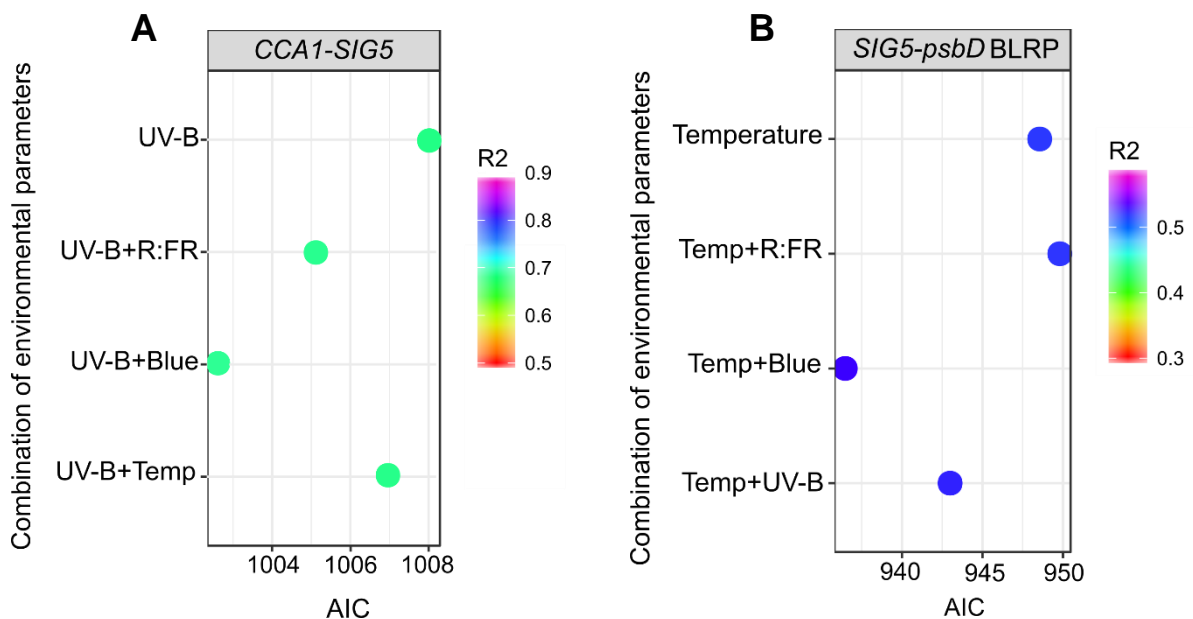 A
CCA1-SIG5
Combination of environmental parameters
UV-B
UV-B+R:FR
UV-B+Blue
UV-B+Temp
1004
1006
1008
AIC
R2
0.9
0.8
0.7
0.6
0.5
B
SIG5-psbD BLRP
Combination of environmental parameters
Temperature
Temp+R:FR
Temp+Blue
Temp+UV-B
940
945
950
AIC
R2
0.5
0.4
0.3